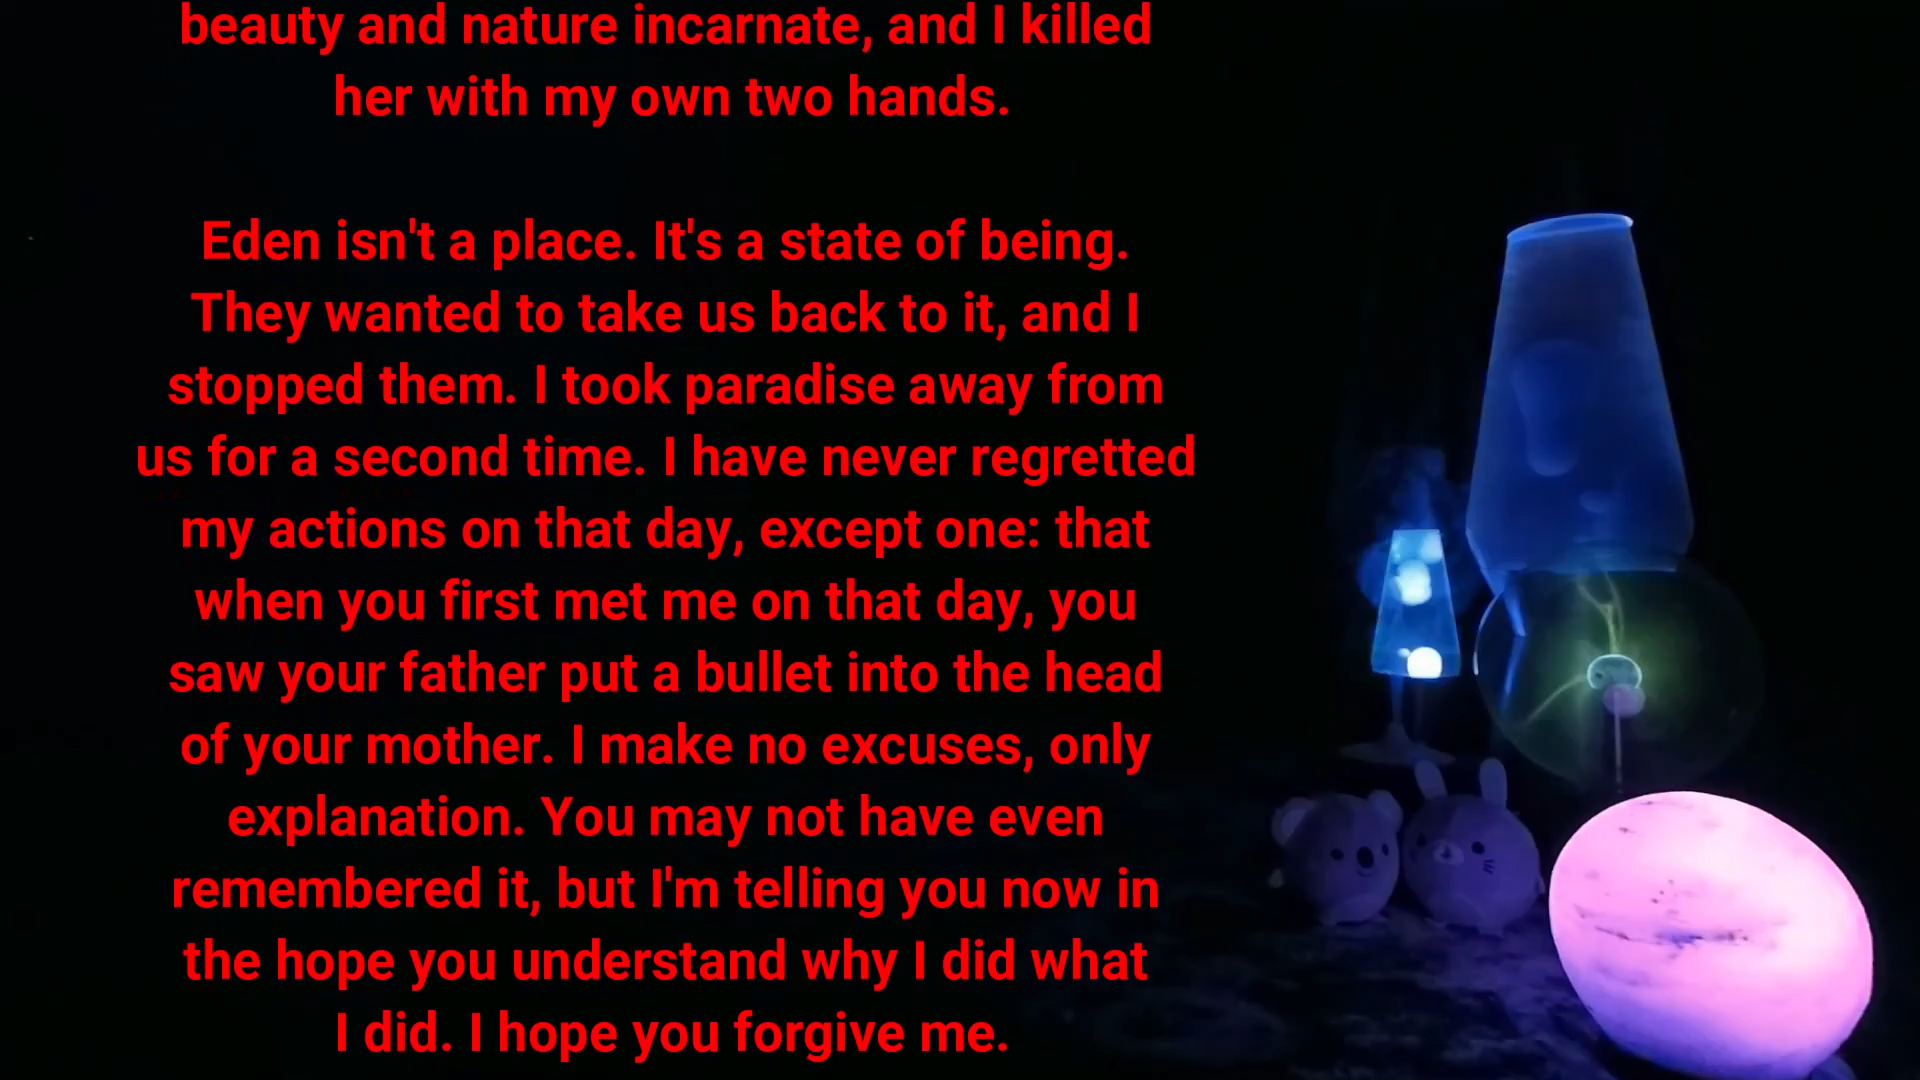 beauty and nature incarnate, and I killed
her with my own two hands.
Eden isn't a place. It's a state of being.
They wanted to take us back to it, and I
stopped them. I took paradise away from
us for a second time. I have never regretted
my actions on that day, except one: that
when you first met me on that day, you
saw your father put a bullet into the head
of your mother. I make no excuses, only
explanation. You may not have even
remembered it, but I'm telling you now in
the hope you understand why I did what
I did. I hope you forgive me.